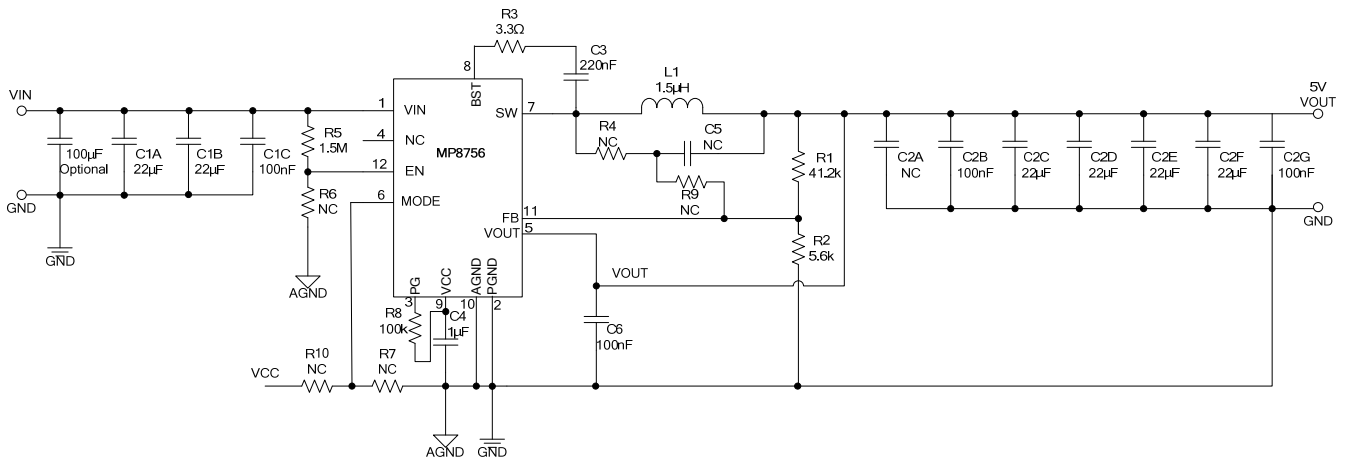 R3
3.3Ω
C3
220nF
8
BST
L1
1.5µH
VIN
1
VIN
SW
7
5V
VOUT
R5
1.5M
4
NC
MP8756
R4
NC
C5
NC
R1
41.2k
100µF
Optional
C1A
22µF
C1B
22µF
C1C
100nF
12
EN
R9
NC
C2A
NC
C2B
100nF
C2C
22µF
C2D
22µF
C2E
22µF
C2F
22µF
C2G
100nF
GND
R6
NC
6
MODE
FB
11
VOUT
5
R2
5.6k
GND
GND
AGND
PG
VCC
AGND
PGND
3
9
10
2
VOUT
R8
100k
C4
1µF
C6
100nF
VCC
R10
NC
R7
NC
AGND
GND